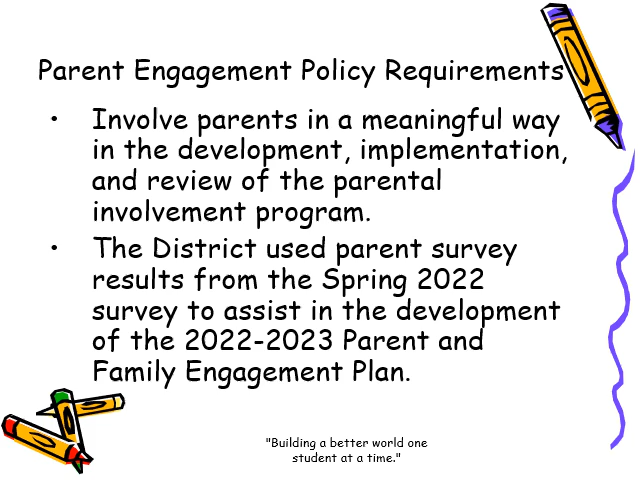 Parent Engagement Policy Requirements
• Involve parents in a meaningful way
in the development, implementation,
and review of the parental
involvement program.
• The District used parent survey
results from the Spring 2022
survey to assist in the development
of the 2022-2023 Parent and
Family Engagement Plan.
"Building a better world one
student at a time."